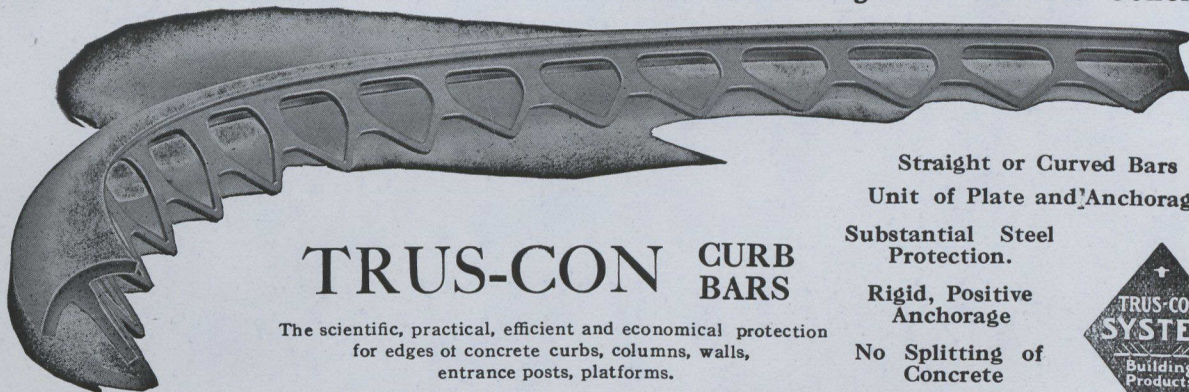 TRUS-CON CURB
BARS
The scientific, practical, efficient and economical protection
for edges of concrete curbs, columns, walls,
entrance posts, platforms.
Straight or Curved Bars
Unit of Plate and Anchorag
Substantial Steel
Protection.
Rigid, Positive
Anchorage
No Splitting of
Concrete
TRUS-CO
SYSTE
Building
Product